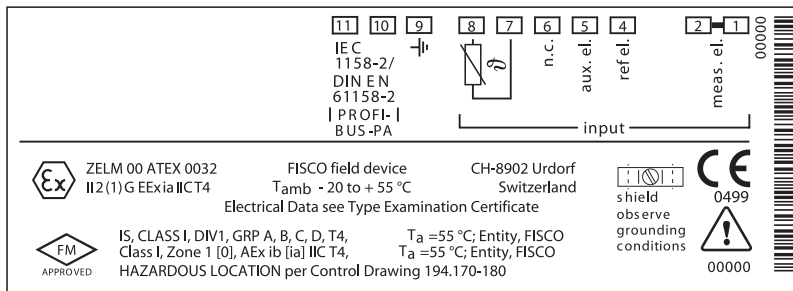 11 10 9 8 7 6 5 4 2 1
IEC
1158-2/
DIN EN
61158-2
PROFI-
BUS-PA
ϑ
n.c.
aux. el.
ref el.
meas. el.
00000
input
Ex
ZELM 00 ATEX 0032
II 2 (1) G EEx ia IIC T4
FISCO field device
Tamb - 20 to + 55 °C
CH-8902 Urdorf
Switzerland
Electrical Data see Type Examination Certificate
shield
observe
grounding
conditions
CE
0499
00000
FM
APPROVED
IS, CLASS I, DIV1, GRP A, B, C, D, T4, Ta =55 °C; Entity, FISCO
Class I, Zone 1 [0], AEx ib [ia] IIC T4, Ta =55 °C; Entity, FISCO
HAZARDOUS LOCATION per Control Drawing 194.170-180